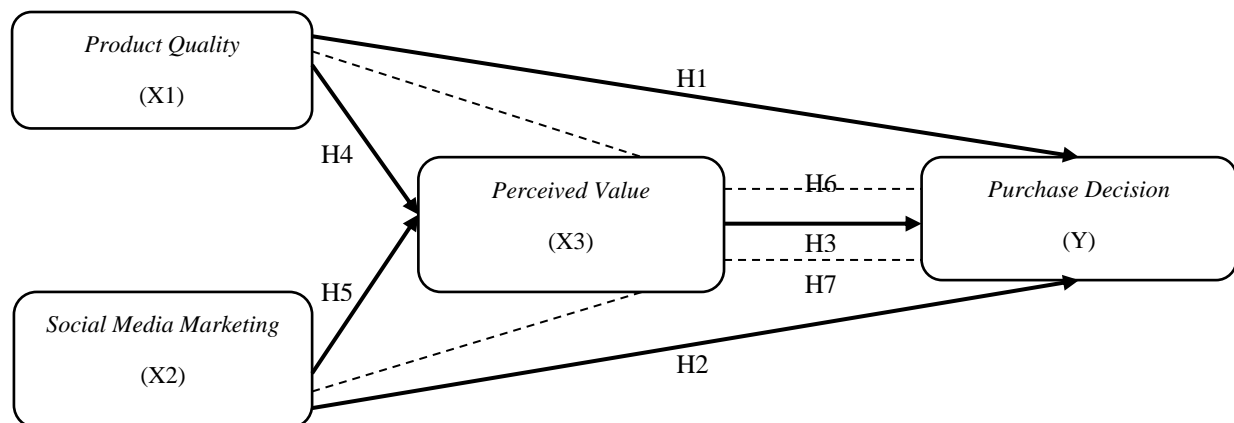 Product Quality
(X1)
H1
H4
H6
Perceived Value
(X3)
Purchase Decision
(Y)
H3
H5
H7
Social Media Marketing
(X2)
H2